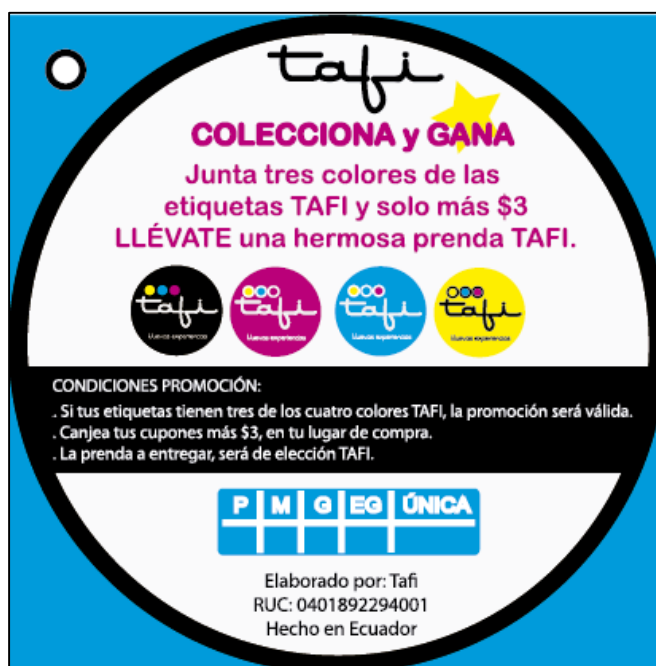 tafi
COLECCIONA y GANA
Junta tres colores de las
etiquetas TAFI y solo más $3
LLÉVATE una hermosa prenda TAFI.
tafi tafi tafi tafi
CONDICIONES PROMOCIÓN:
. Si tus etiquetas tienen tres de los cuatro colores TAFI, la promoción será válida.
. Canjea tus cupones más $3, en tu lugar de compra.
. La prenda a entregar, será de elección TAFI.
P M G EG ÚNICA
Elaborado por: Tafi
RUC: 0401892294001
Hecho en Ecuador